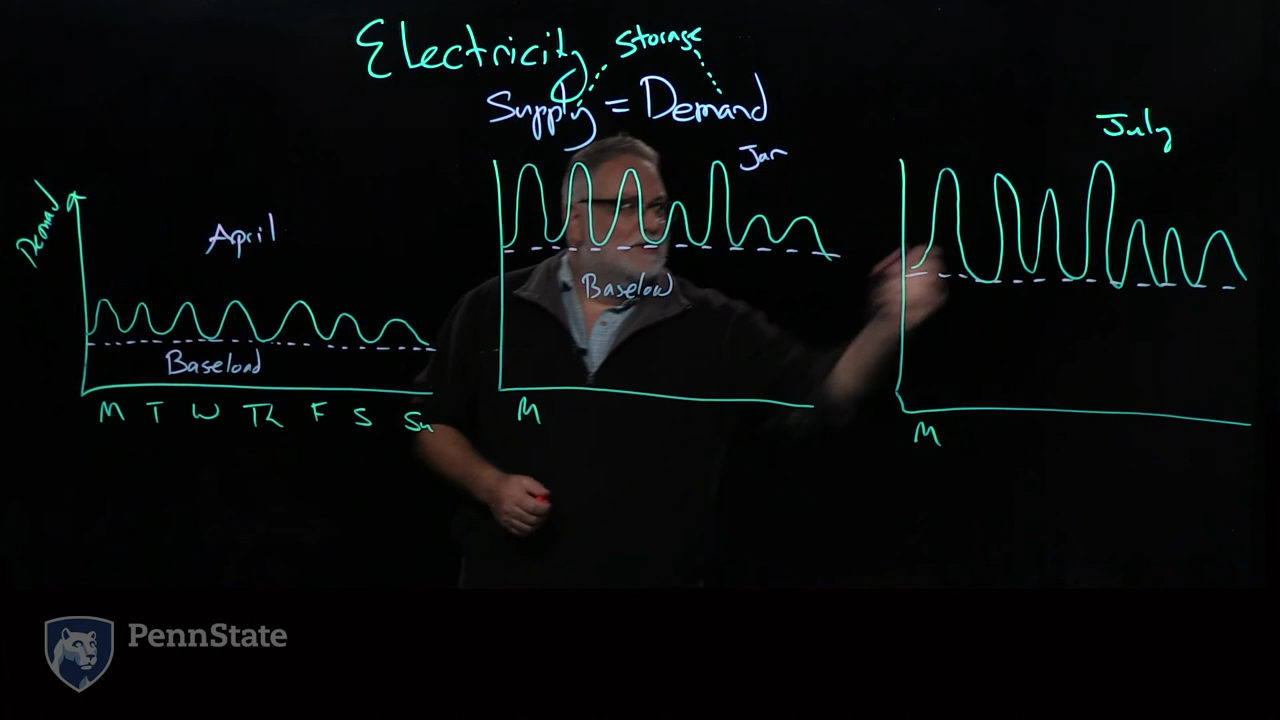 Electricity storage
Supply = Demand
Demand
April
Baseload
M T W Th F S Su
Jan
Baseload
M
July
M
PennState